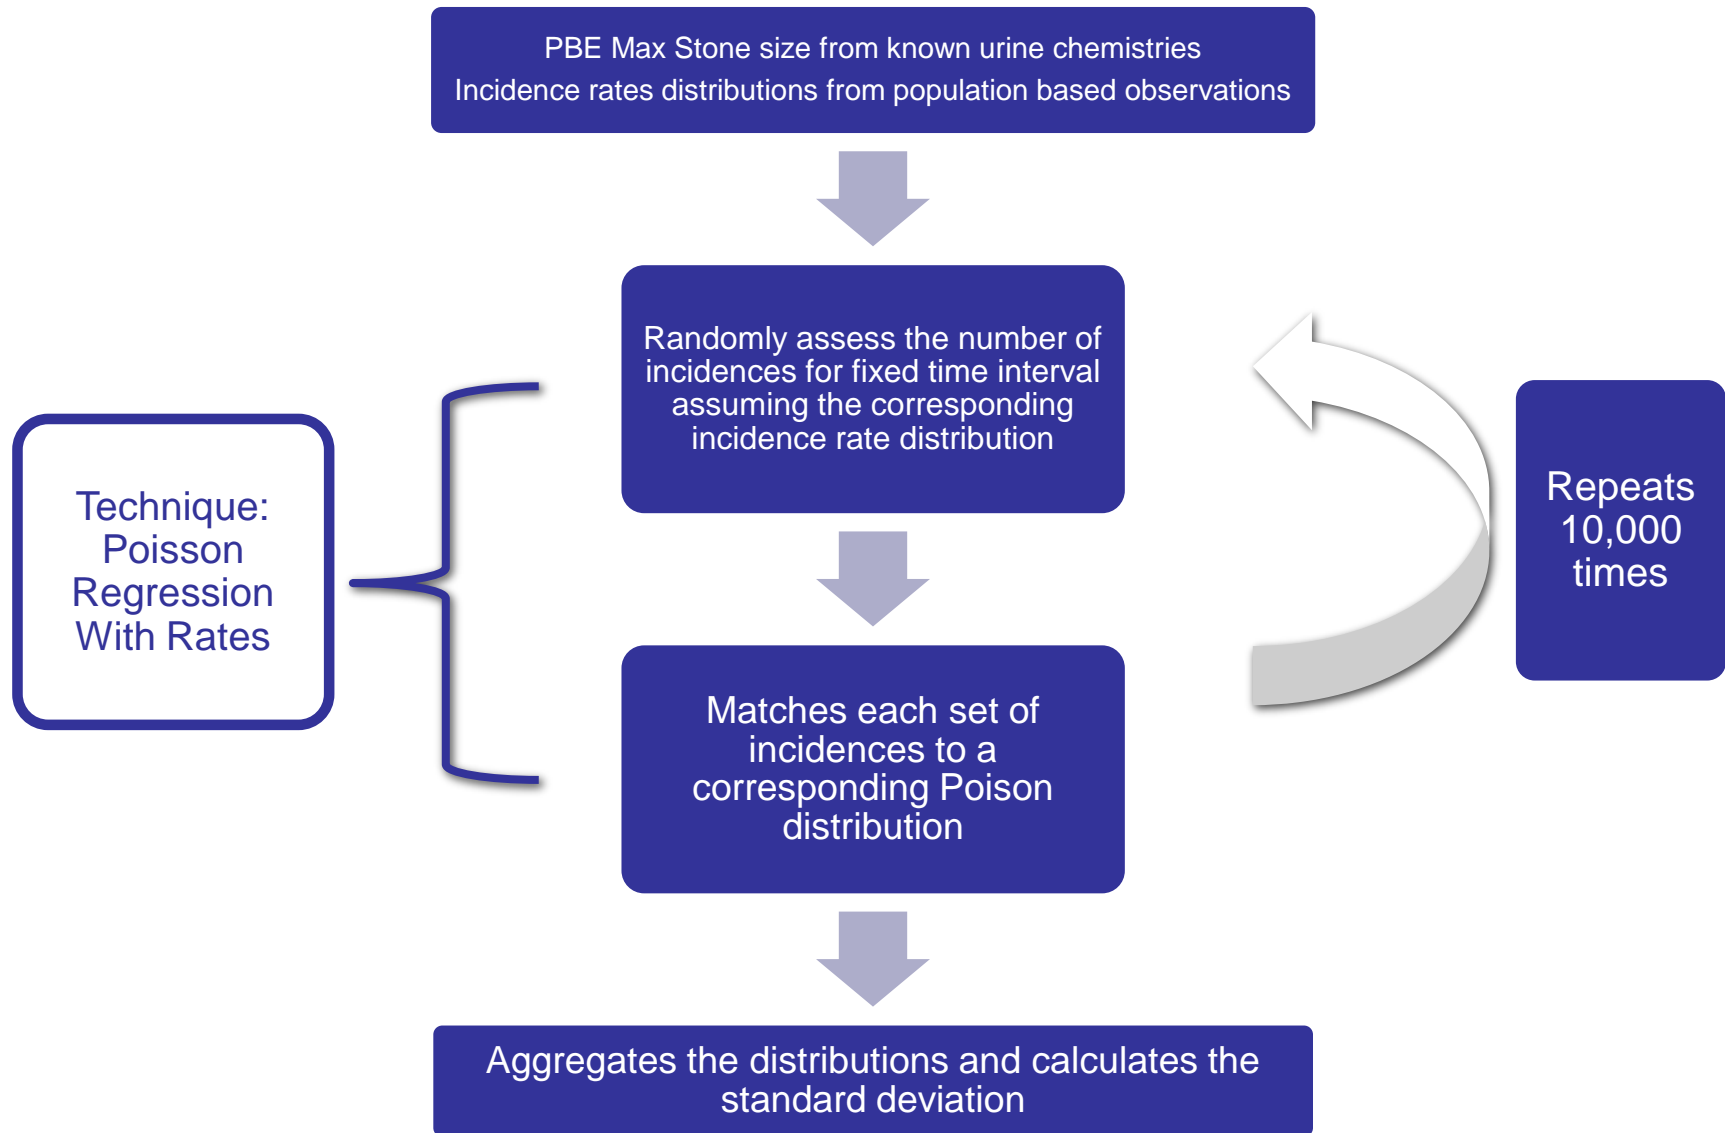 PBE Max Stone size from known urine chemistries
Incidence rates distributions from population based observations
Randomly assess the number of
incidences for fixed time interval
assuming the corresponding
incidence rate distribution
Technique:
Poisson
Regression
With Rates
Repeats
10,000
times
Matches each set of
incidences to a
corresponding Poison
distribution
Aggregates the distributions and calculates the
standard deviation